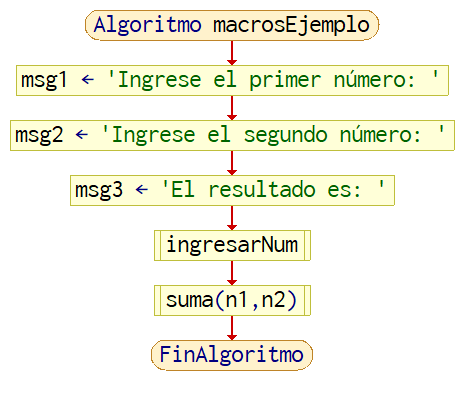 Algoritmo macrosEjemplo
msg1 ← 'Ingrese el primer número: '
msg2 ← 'Ingrese el segundo número: '
msg3 ← 'El resultado es: '
ingresarNum
suma(n1,n2)
FinAlgoritmo